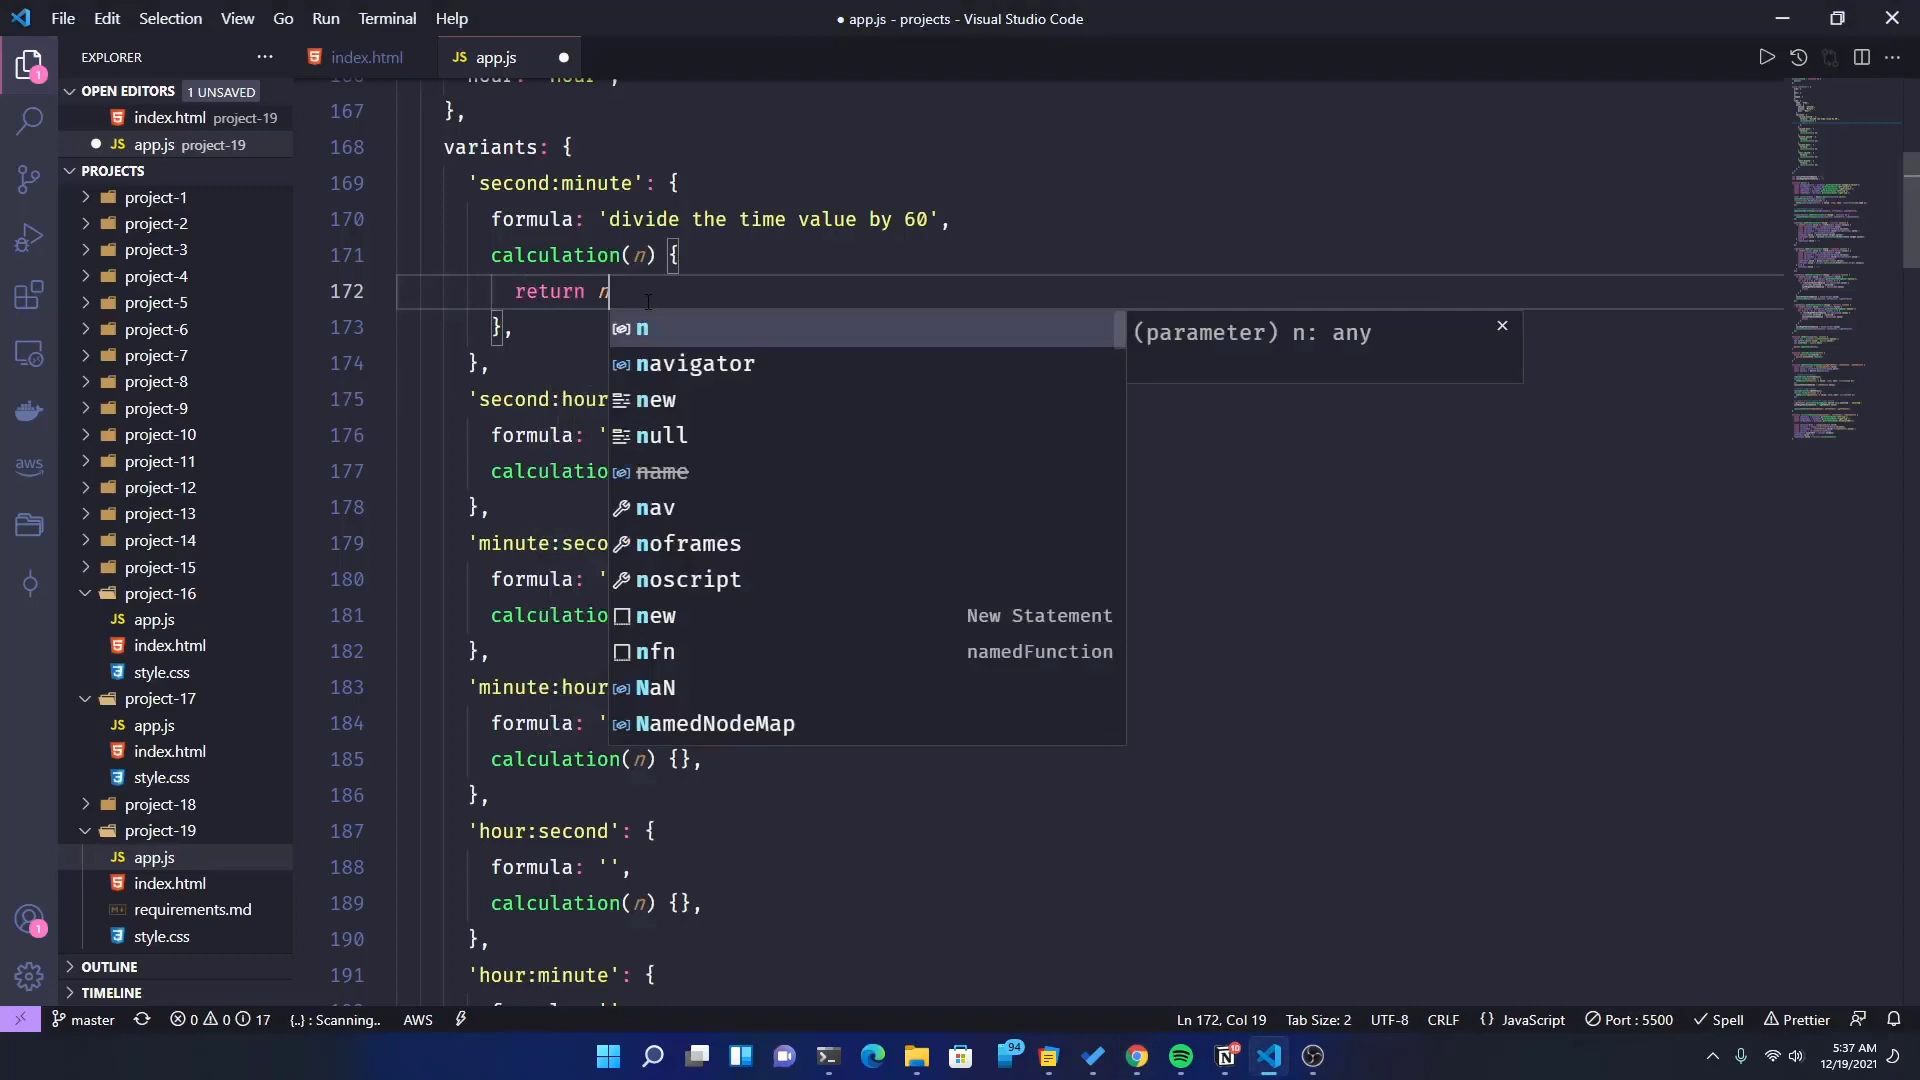 File Edit Selection View Go Run Terminal Help
● app.js - projects - Visual Studio Code
EXPLORER
OPEN EDITORS 1 UNSAVED
index.html project-19
● JS app.js project-19
PROJECTS
project-1
project-2
project-3
project-4
project-5
project-6
project-7
project-8
project-9
project-10
project-11
project-12
project-13
project-14
project-15
project-16
JS app.js
index.html
style.css
project-17
JS app.js
index.html
style.css
project-18
project-19
JS app.js
index.html
requirements.md
style.css
OUTLINE
TIMELINE
1
aws
1
index.html
JS app.js ●
167 },
168 variants: {
169 'second:minute': {
170 formula: 'divide the time value by 60',
171 calculation(n) {
172 return n
173 },
174 },
175 'second:hour
176 formula: '
177 calculatio
178 },
179 'minute:seco
180 formula: '
181 calculatio
182 },
183 'minute:hour
184 formula: '
185 calculation(n) {},
186 },
187 'hour:second': {
188 formula: '',
189 calculation(n) {},
190 },
191 'hour:minute': {
n
navigator
new
null
name
nav
noframes
noscript
new New Statement
nfn namedFunction
NaN
NamedNodeMap
(parameter) n: any
master 0 0 17 {..} : Scanning.. AWS
Ln 172, Col 19 Tab Size: 2 UTF-8 CRLF {} JavaScript Port : 5500 Spell Prettier
94
10
5:37 AM
12/19/2021